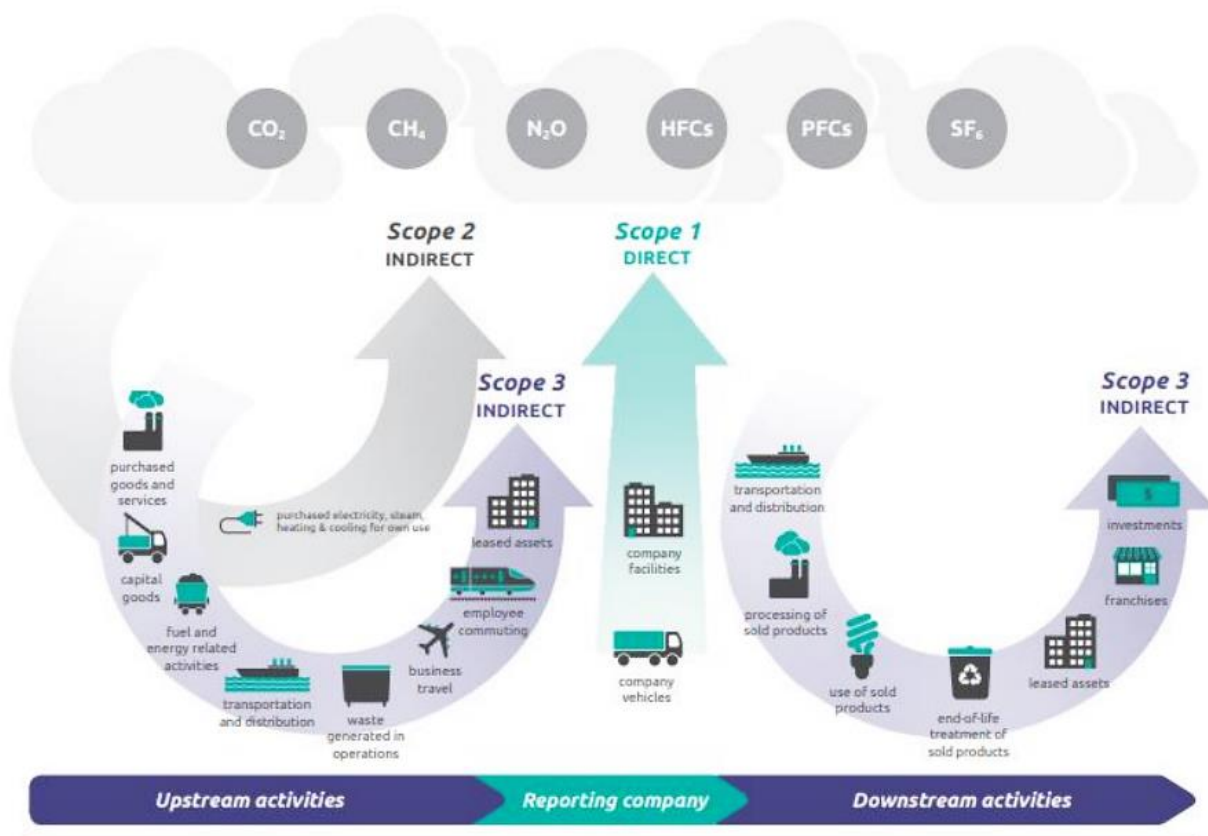 CO₂
CH₄
N₂O
HFCs
PFCs
SF₆
Scope 2
INDIRECT
Scope 1
DIRECT
Scope 3
INDIRECT
Scope 3
INDIRECT
purchased
goods and
services
capital
goods
fuel and
energy related
activities
transportation
and distribution
waste
generated in
operations
business
travel
employee
commuting
leased assets
purchased electricity, steam,
heating & cooling for own use
company
facilities
company
vehicles
transportation
and distribution
processing of
sold products
use of sold
products
end-of-life
treatment of
sold products
leased assets
franchises
$
investments
Upstream activities
Reporting company
Downstream activities